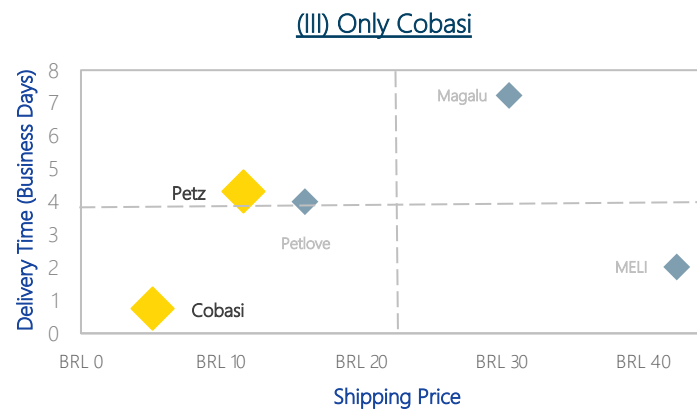 (III) Only Cobasi
Delivery Time (Business Days)
8
7
6
5
4
3
2
1
0
Magalu
Petz
Petlove
MELI
Cobasi
BRL 0 BRL 10 BRL 20 BRL 30 BRL 40
Shipping Price